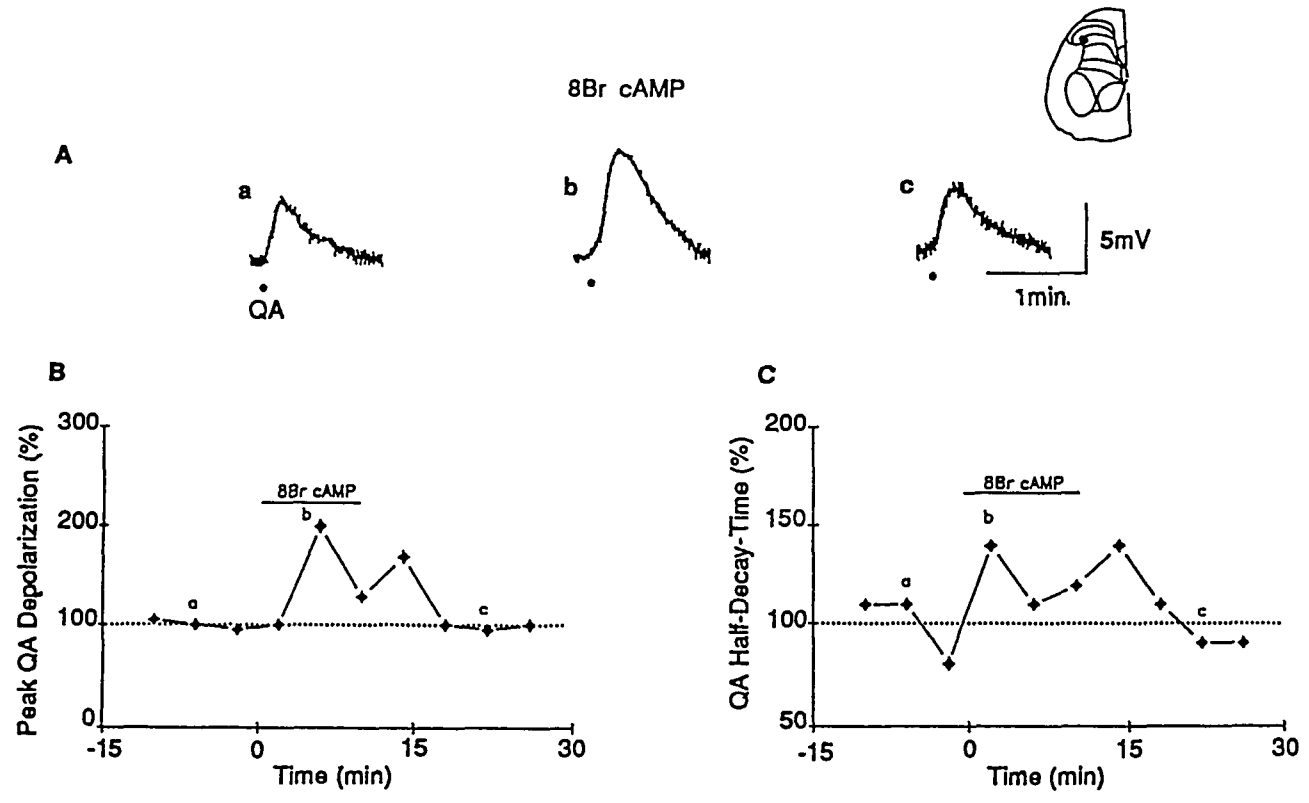 8Br cAMP
A
a
b
c
5mV
1min.
QA
B
Peak QA Depolarization (%)
300
200
100
0
8Br cAMP
b
a
c
-15
0
15
30
Time (min)
C
QA Half-Decay-Time (%)
200
150
100
50
8Br cAMP
b
a
c
-15
0
15
30
Time (min)